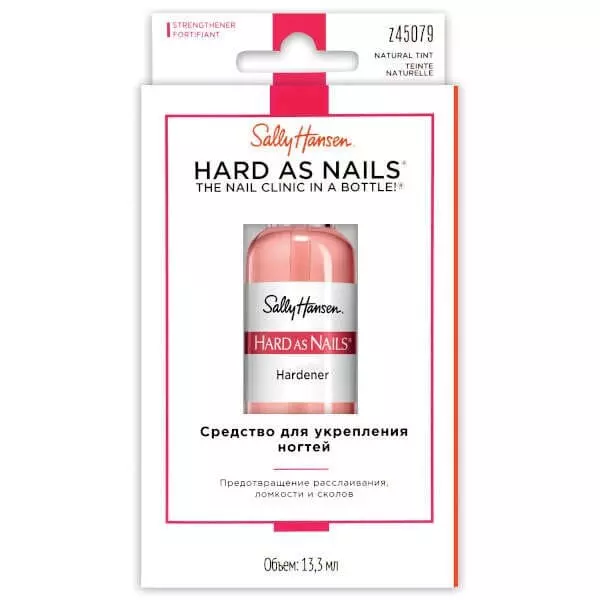 STRENGTHENER
FORTIFIANT
z45079
NATURAL TINT
TEINTE
NATURELLE
Sally Hansen.
HARD AS NAILS®
THE NAIL CLINIC IN A BOTTLE!®
Sally Hansen.
HARD AS NAILS®
Hardener
Средство для укрепления
ногтей
Предотвращение расслаивания,
ломкости и сколов
Объем: 13,3 мл